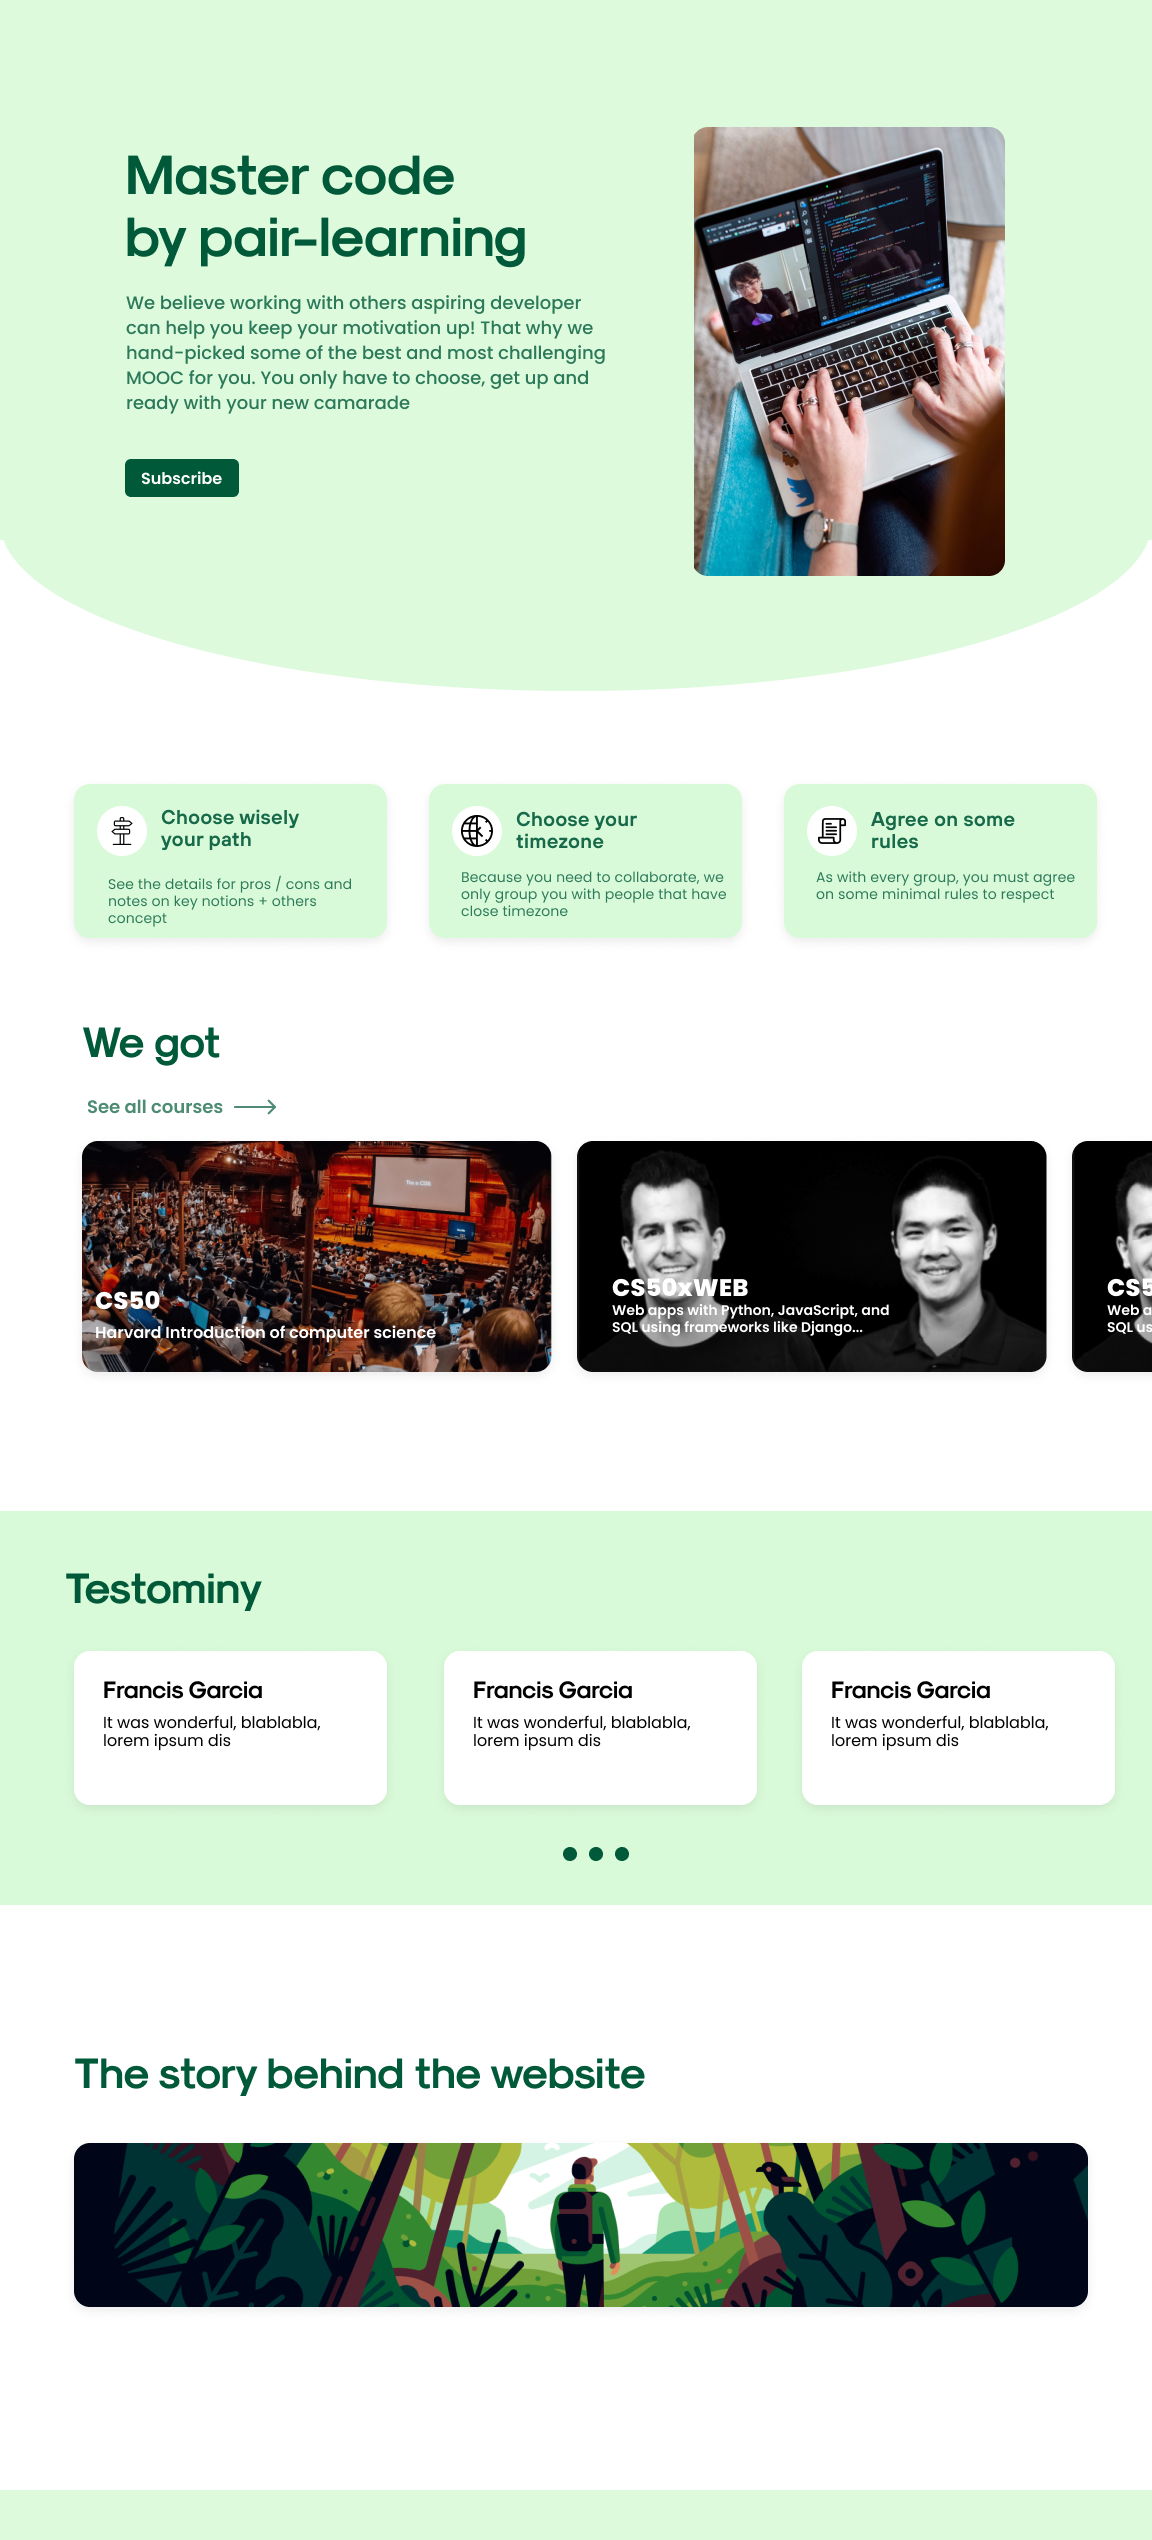 Master code
by pair-learning
We believe working with others aspiring developer
can help you keep your motivation up! That why we
hand-picked some of the best and most challenging
MOOC for you. You only have to choose, get up and
ready with your new camarade
Subscribe
Choose wisely
your path
See the details for pros / cons and
notes on key notions + others
concept
Choose your
timezone
Because you need to collaborate, we
only group you with people that have
close timezone
Agree on some
rules
As with every group, you must agree
on some minimal rules to respect
We got
See all courses
This is CS50
CS50
Harvard Introduction of computer science
CS50xWEB
Web apps with Python, JavaScript, and
SQL using frameworks like Django...
CS5
Web a
SQL us
Testominy
Francis Garcia
It was wonderful, blablabla,
lorem ipsum dis
Francis Garcia
It was wonderful, blablabla,
lorem ipsum dis
Francis Garcia
It was wonderful, blablabla,
lorem ipsum dis
The story behind the website